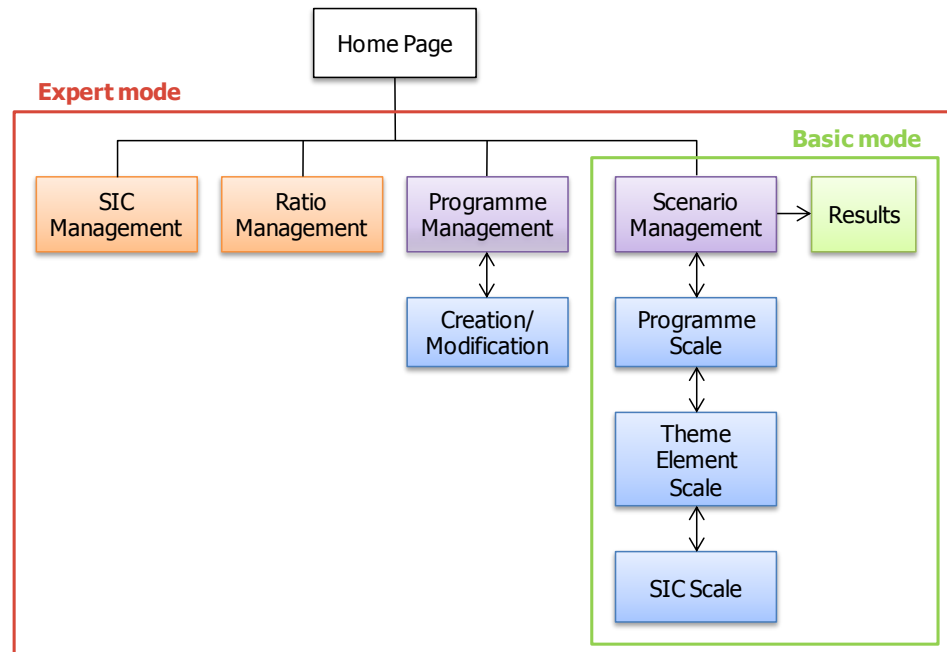 Home Page
Expert mode
Basic mode
SIC
Management
Ratio
Management
Programme
Management
Scenario
Management
Results
Creation/
Modification
Programme
Scale
Theme
Element
Scale
SIC Scale